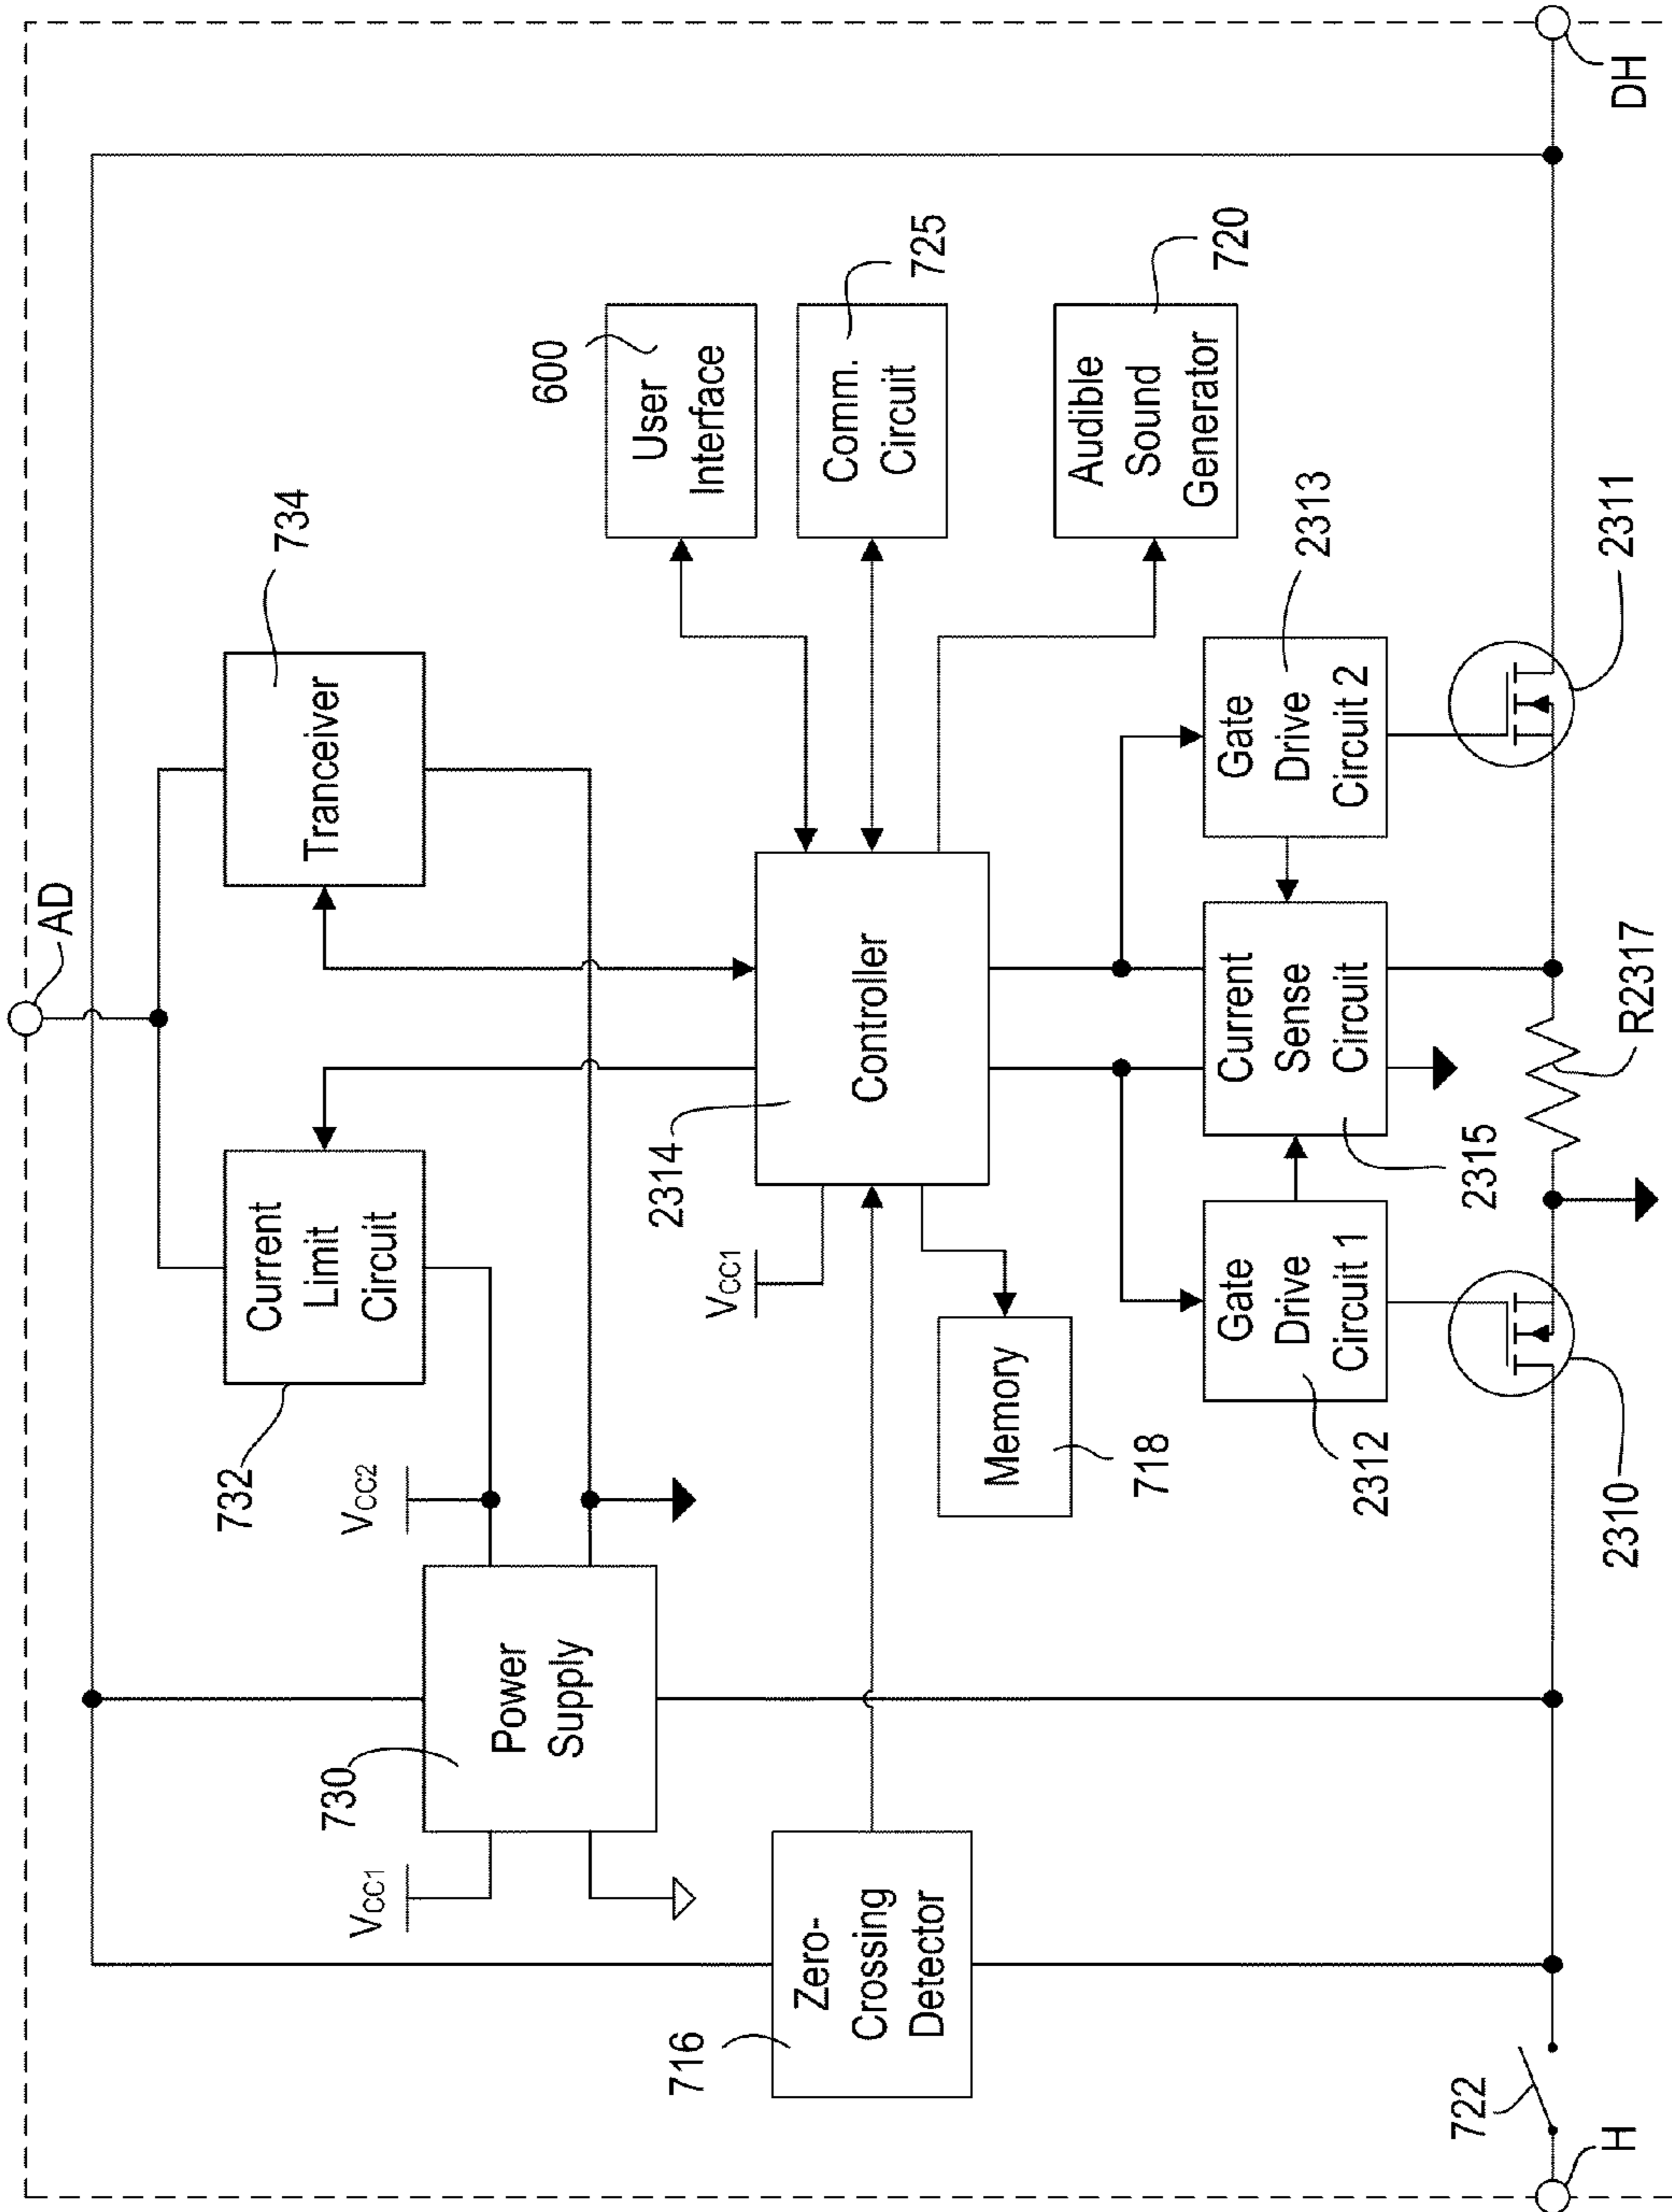 AD
734
Tranceiver
Current
Limit
Circuit
732
VCC2
730
Power
Supply
VCC1
600
User
Interface
725
Comm.
Circuit
720
Audible
Sound
Generator
2314
Controller
VCC1
Memory
718
716
Zero-
Crossing
Detector
2313
Gate
Drive
Circuit 2
Current
Sense
Circuit
2315
Gate
Drive
Circuit 1
2312
2311
R2317
2310
722
H
DH